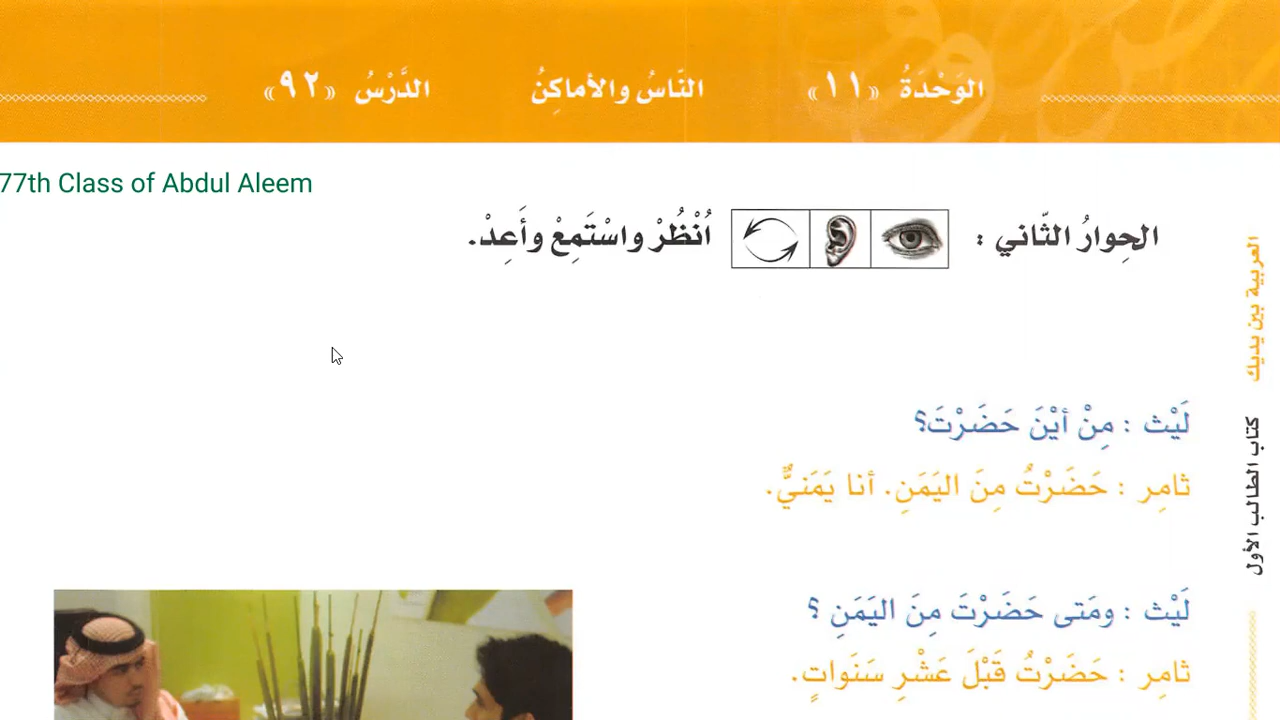 الوَحْدَةُ «١١» النّاسُ والأماكِنُ الدَّرْسُ «٩٢»
77th Class of Abdul Aleem
الحِوارُ الثّاني : اُنْظُرْ واسْتَمِعْ وأَعِدْ.
لَيْث : مِنْ أيْنَ حَضَرْتَ؟
ثامِر : حَضَرْتُ مِنَ اليَمَنِ. أنا يَمَنيٌّ.
لَيْث : ومَتى حَضَرْتَ مِنَ اليَمَنِ ؟
ثامِر : حَضَرْتُ قَبْلَ عَشْرِ سَنَواتٍ.
العربية بين يديك
كتاب الطالب الأول